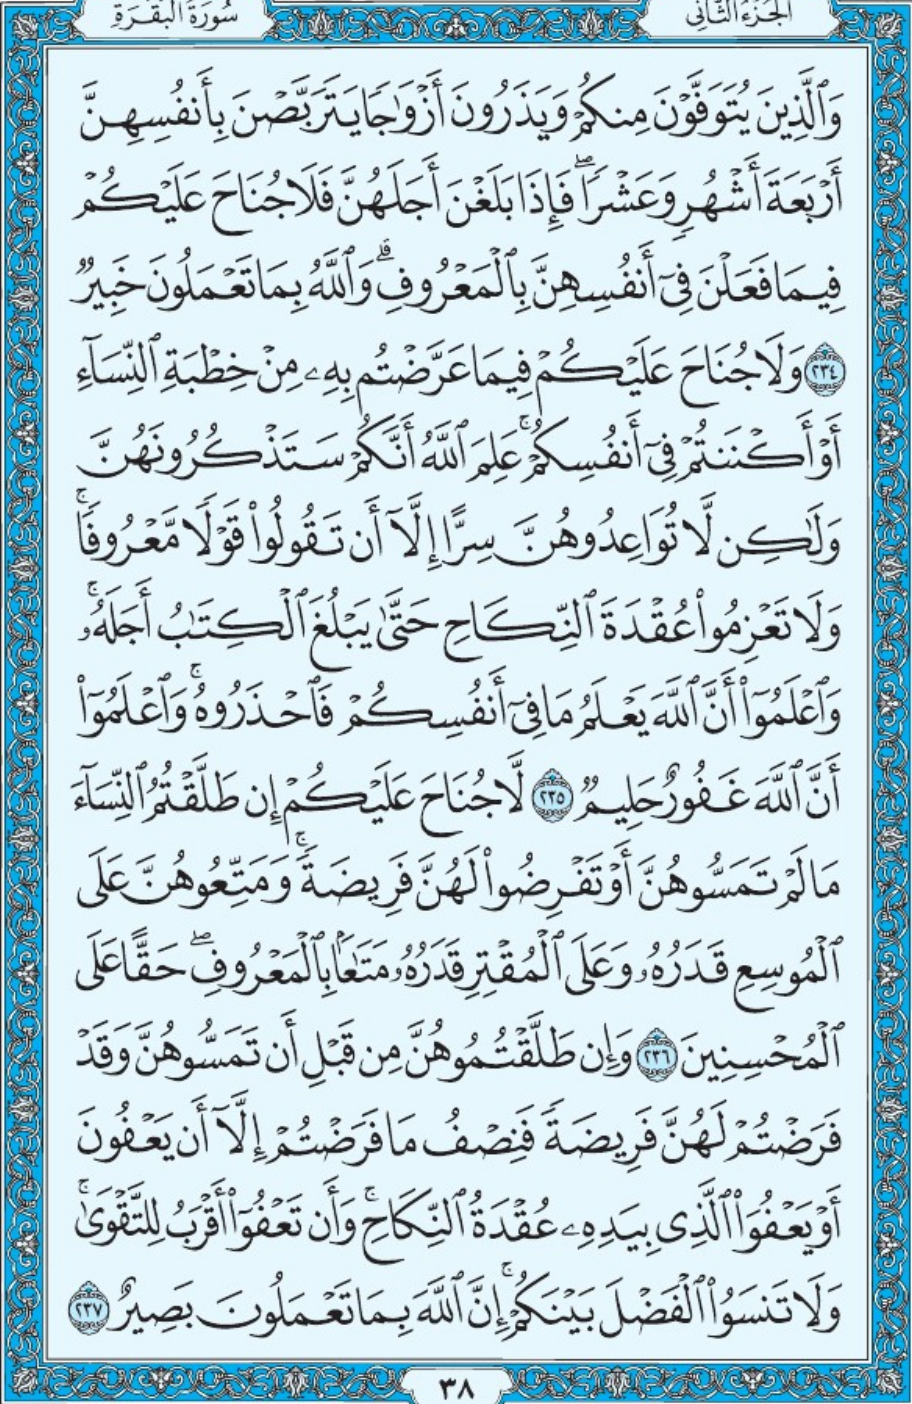 الجزء الثاني
سورة البقرة
وَٱلَّذِينَ يُتَوَفَّوْنَ مِنكُمْ وَيَذَرُونَ أَزْوَٰجًا يَتَرَبَّصْنَ بِأَنفُسِهِنَّ
أَرْبَعَةَ أَشْهُرٍ وَعَشْرًاۖ فَإِذَا بَلَغْنَ أَجَلَهُنَّ فَلَا جُنَاحَ عَلَيْكُمْ
فِيمَا فَعَلْنَ فِىٓ أَنفُسِهِنَّ بِٱلْمَعْرُوفِۗ وَٱللَّهُ بِمَا تَعْمَلُونَ خَبِيرٌ
٢٣٤ وَلَا جُنَاحَ عَلَيْكُمْ فِيمَا عَرَّضْتُم بِهِۦ مِنْ خِطْبَةِ ٱلنِّسَآءِ
أَوْ أَكْنَنتُمْ فِىٓ أَنفُسِكُمْۚ عَلِمَ ٱللَّهُ أَنَّكُمْ سَتَذْكُرُونَهُنَّ
وَلَٰكِن لَّا تُوَاعِدُوهُنَّ سِرًّا إِلَّآ أَن تَقُولُوا۟ قَوْلًا مَّعْرُوفًاۚ
وَلَا تَعْزِمُوا۟ عُقْدَةَ ٱلنِّكَاحِ حَتَّىٰ يَبْلُغَ ٱلْكِتَٰبُ أَجَلَهُۥۚ
وَٱعْلَمُوٓا۟ أَنَّ ٱللَّهَ يَعْلَمُ مَا فِىٓ أَنفُسِكُمْ فَٱحْذَرُوهُۚ وَٱعْلَمُوٓا۟
أَنَّ ٱللَّهَ غَفُورٌ حَلِيمٌ ٢٣٥ لَّا جُنَاحَ عَلَيْكُمْ إِن طَلَّقْتُمُ ٱلنِّسَآءَ
مَا لَمْ تَمَسُّوهُنَّ أَوْ تَفْرِضُوا۟ لَهُنَّ فَرِيضَةًۚ وَمَتِّعُوهُنَّ عَلَى
ٱلْمُوسِعِ قَدَرُهُۥ وَعَلَى ٱلْمُقْتِرِ قَدَرُهُۥ مَتَٰعًۢا بِٱلْمَعْرُوفِۖ حَقًّا عَلَى
ٱلْمُحْسِنِينَ ٢٣٦ وَإِن طَلَّقْتُمُوهُنَّ مِن قَبْلِ أَن تَمَسُّوهُنَّ وَقَدْ
فَرَضْتُمْ لَهُنَّ فَرِيضَةً فَنِصْفُ مَا فَرَضْتُمْ إِلَّآ أَن يَعْفُونَ
أَوْ يَعْفُوَا۟ ٱلَّذِى بِيَدِهِۦ عُقْدَةُ ٱلنِّكَاحِۚ وَأَن تَعْفُوٓا۟ أَقْرَبُ لِلتَّقْوَىٰۚ
وَلَا تَنسَوُا۟ ٱلْفَضْلَ بَيْنَكُمْۚ إِنَّ ٱللَّهَ بِمَا تَعْمَلُونَ بَصِيرٌ ٢٣٧
٣٨